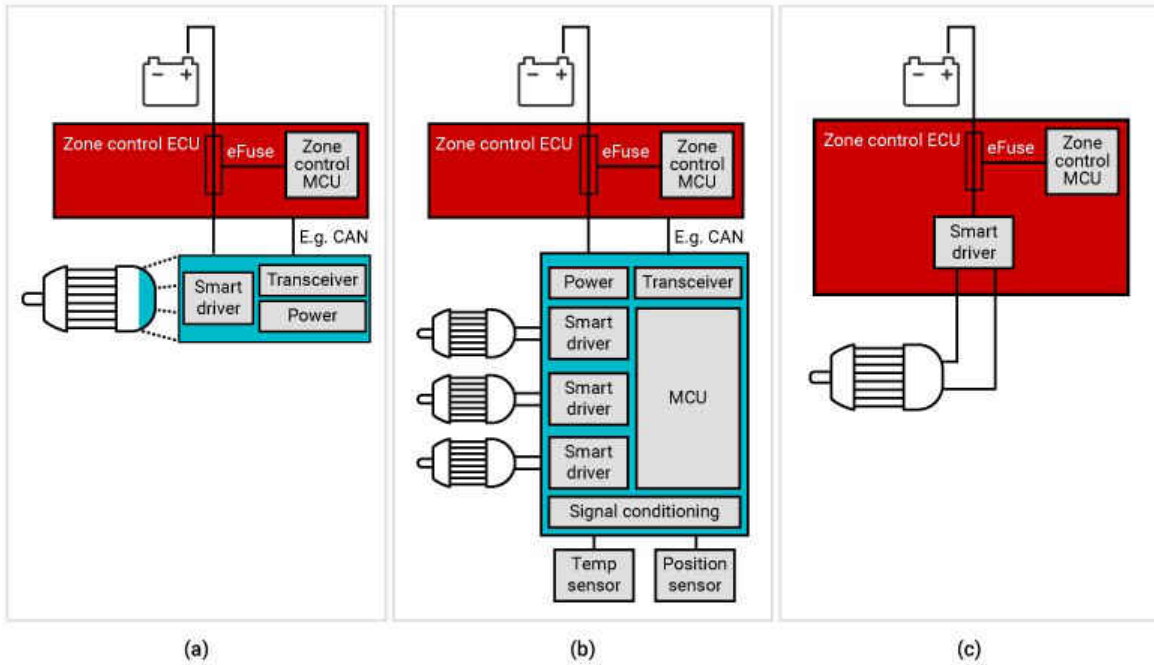 Zone control ECU
eFuse
Zone
control
MCU
E.g. CAN
Smart
driver
Transceiver
Power
(a)
Zone control ECU
eFuse
Zone
control
MCU
E.g. CAN
Power
Transceiver
Smart
driver
Smart
driver
Smart
driver
MCU
Signal conditioning
Temp
sensor
Position
sensor
(b)
Zone control ECU
eFuse
Zone
control
MCU
Smart
driver
(c)